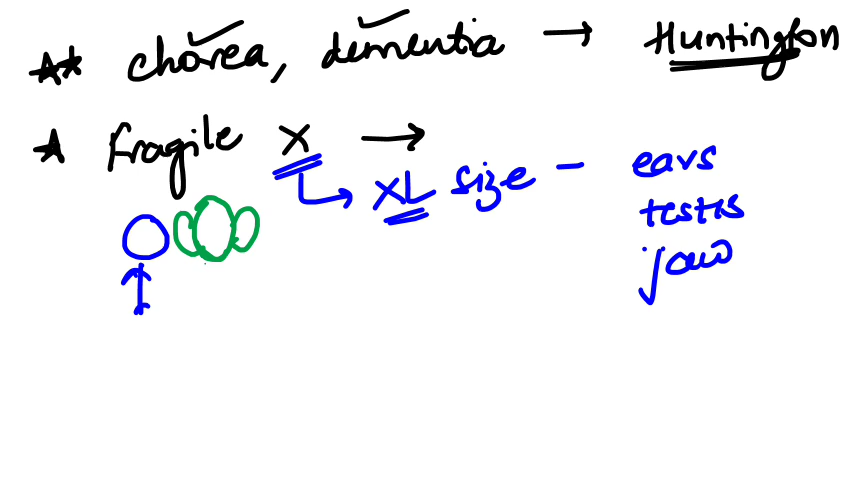 chorea, dementia → Huntington
Fragile X →
XL size - ears
testis
jaw